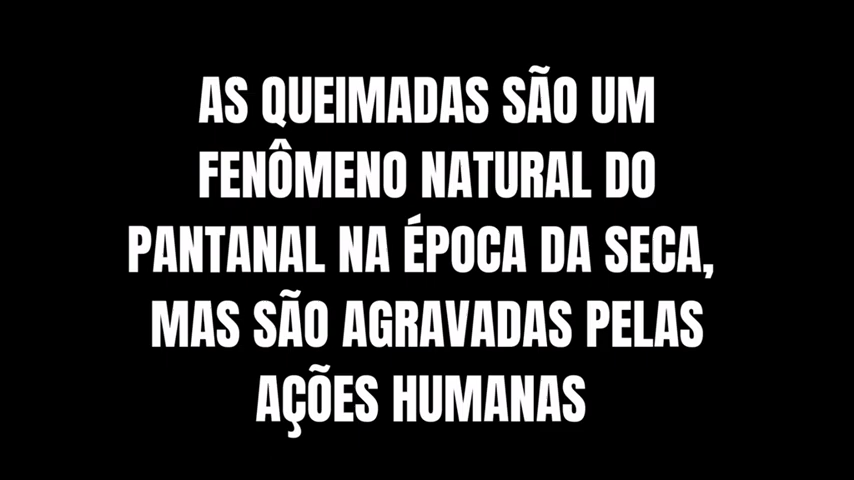 AS QUEIMADAS SÃO UM
FENÔMENO NATURAL DO
PANTANAL NA ÉPOCA DA SECA,
MAS SÃO AGRAVADAS PELAS
AÇÕES HUMANAS